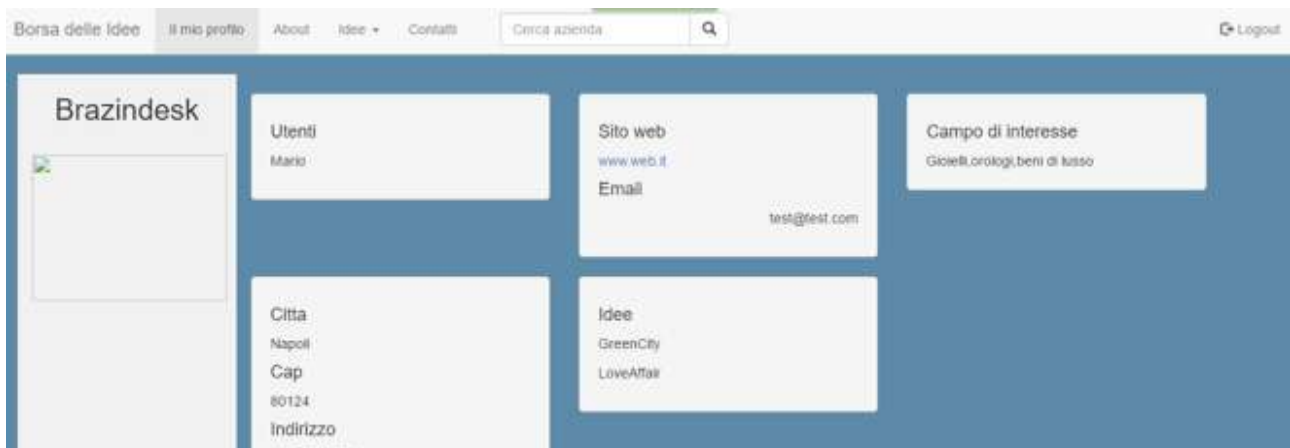 Borsa delle Idee Il mio profilo About Idee Contatti Cerca azienda Logout
Brazindesk
Utenti
Mario
Sito web
www.web.it
Email
test@test.com
Campo di interesse
Gioielli,orologi,beni di lusso
Citta
Napoli
Cap
80124
Indirizzo
Idee
GreenCity
LoveAffair